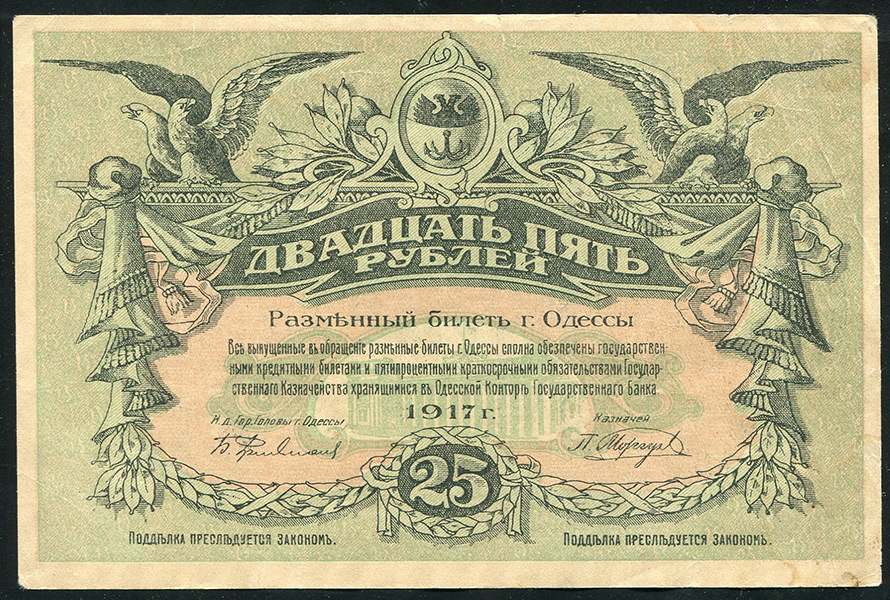 ДВАДЦАТЬ ПЯТЬ
РУБЛЕЙ
Размѣнный билетъ г. Одессы
Всѣ выпущенные въ обращенiе размѣнные билеты г. Одессы сполна обезпечены государствен-
ными кредитными билетами и пятипроцентными краткосрочными обязательствами Государ-
ственнаго Казначейства хранящимися въ Одесской Конторѣ Государственнаго Банка.
1917 г.
И.д. Гор. Головы г. Одессы
Казначей
25
ПОДДѢЛКА ПРЕСЛѢДУЕТСЯ ЗАКОНОМЪ.
ПОДДѢЛКА ПРЕСЛѢДУЕТСЯ ЗАКОНОМЪ.